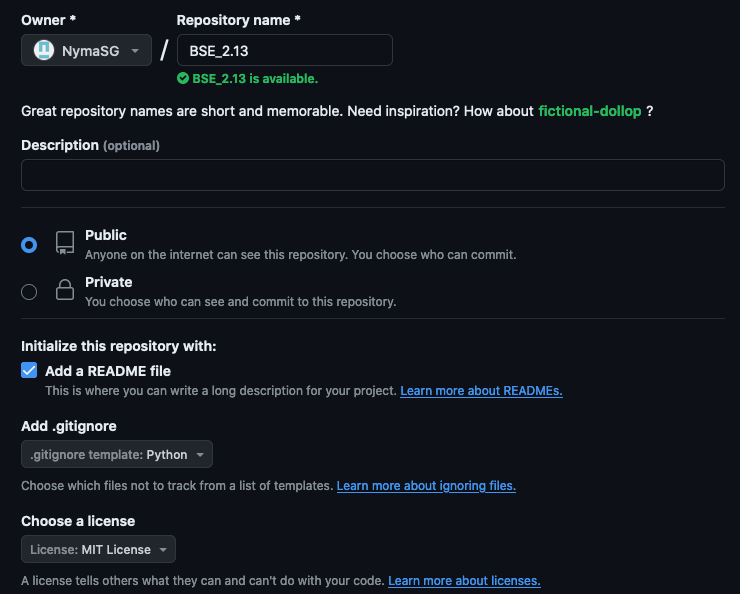 Owner * Repository name *
NymaSG / BSE_2.13
BSE_2.13 is available.
Great repository names are short and memorable. Need inspiration? How about fictional-dollop ?
Description (optional)
Public
Anyone on the internet can see this repository. You choose who can commit.
Private
You choose who can see and commit to this repository.
Initialize this repository with:
Add a README file
This is where you can write a long description for your project. Learn more about READMEs.
Add .gitignore
.gitignore template: Python
Choose which files not to track from a list of templates. Learn more about ignoring files.
Choose a license
License: MIT License
A license tells others what they can and can't do with your code. Learn more about licenses.